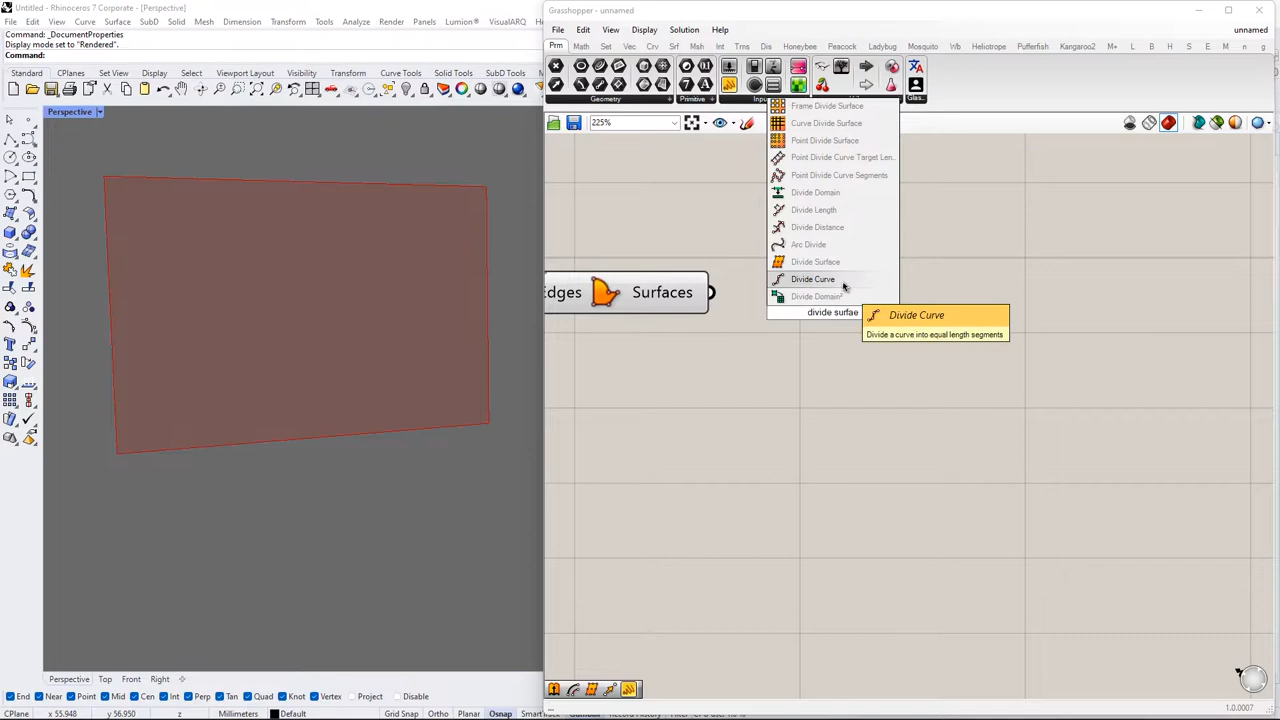 Untitled - Rhinoceros 7 Corporate - [Perspective]
File Edit View Curve Surface SubD Solid Mesh Dimension Transform Tools Analyze Render Panels Lumion® VisualARQ
Command: _DocumentProperties
Display mode set to "Rendered".
Command:
Standard CPlanes Set View Display Select Viewport Layout Visibility Transform Curve Tools Solid Tools SubD Tools
Perspective
Perspective Top Front Right
End Near Point Mid Cen Int Perp Tan Quad Knot Vertex Project Disable
CPlane x 55.948 y 56.950 z Millimeters Default Grid Snap Ortho Planar Osnap
Grasshopper - unnamed
File Edit View Display Solution Help unnamed
Prm Math Set Vec Crv Srf Msh Int Trns Dis Honeybee Peacock Ladybug Mosquito Wb Heliotrope Pufferfish Kangaroo2 M+ L B H S E V M g
Geometry Primitive Glas..
225%
Frame Divide Surface
Curve Divide Surface
Point Divide Surface
Point Divide Curve Target Len..
Point Divide Curve Segments
Divide Domain
Divide Length
Divide Distance
Arc Divide
Divide Surface
Divide Curve
Divide Domain²
divide surfae
Divide Curve
Divide a curve into equal length segments
Edges Surfaces
1.0.0007